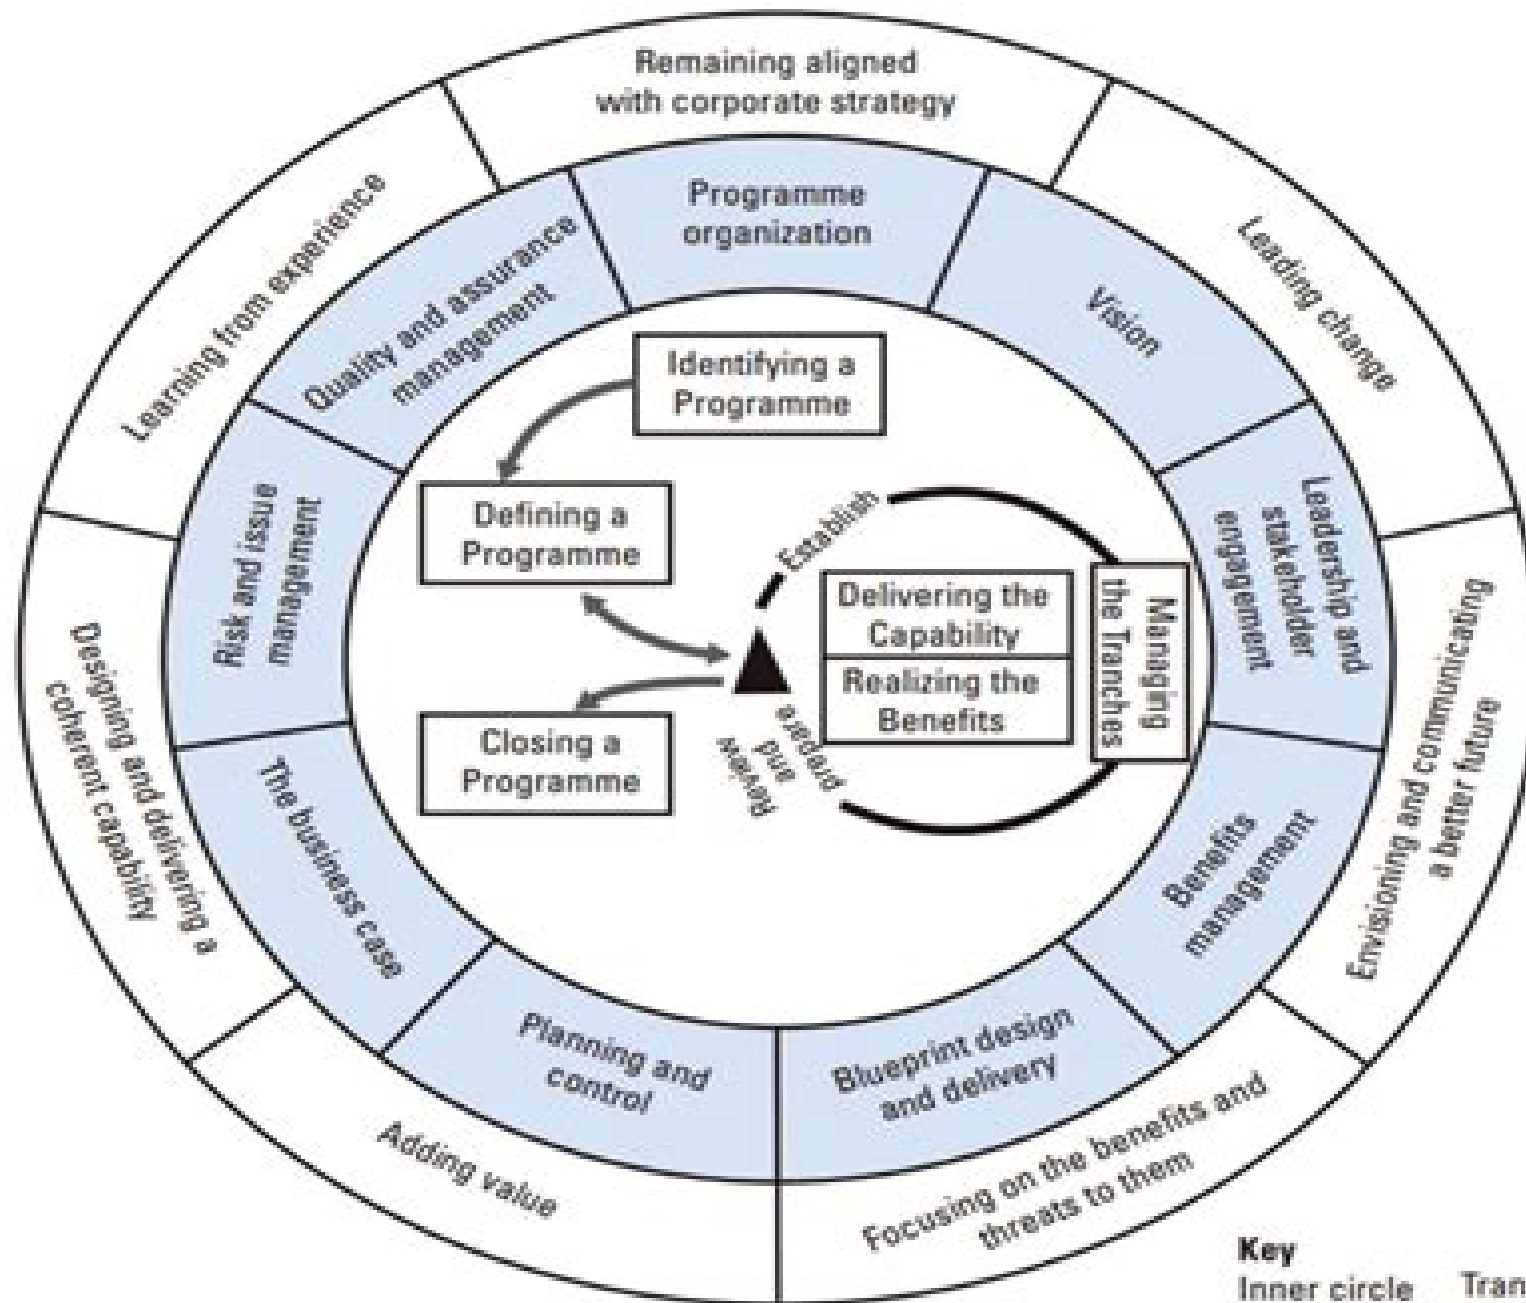 Remaining aligned
with corporate strategy
Leading change
Envisioning and communicating
a better future
Focusing on the benefits and
threats to them
Adding value
Designing and delivering a
coherent capability
Learning from experience
Programme
organization
Vision
Leadership and
stakeholder
engagement
Benefits
management
Blueprint design
and delivery
Planning and
control
The business case
Risk and issue
management
Quality and assurance
management
Identifying a
Programme
Defining a
Programme
Closing a
Programme
Establish
Delivering the
Capability
Realizing the
Benefits
Managing
the Tranches
Review
and
prepare
Key
Inner circle Tran